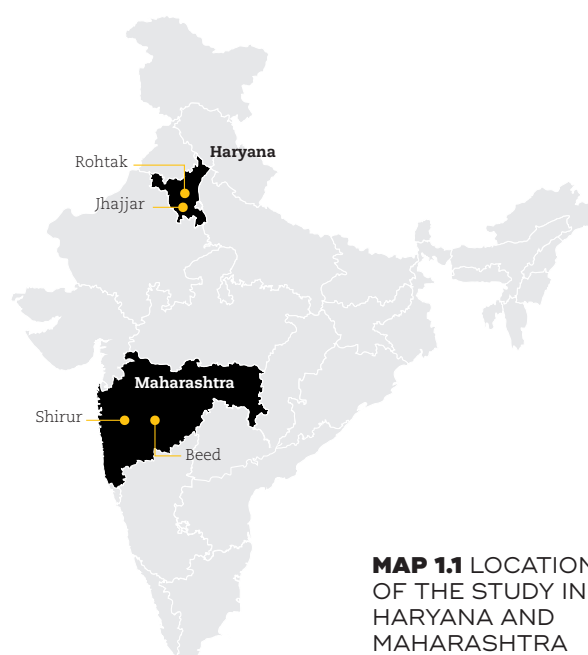 Haryana
Rohtak
Jhajjar
Maharashtra
Shirur
Beed
MAP 1.1 LOCATION
OF THE STUDY IN
HARYANA AND
MAHARASHTRA